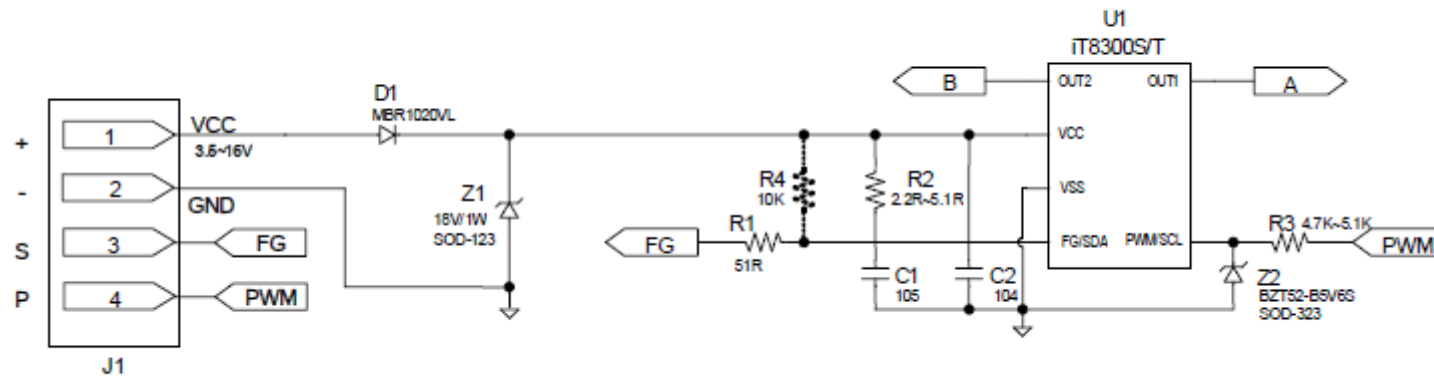 U1
iT8300S/T
B
OUT2
OUT1
A
D1
MBR1020VL
+
1
VCC
3.5~16V
VCC
-
2
GND
Z1
18V/1W
SOD-123
R4
10K
R2
2.2R~5.1R
VSS
S
3
FG
FG
R1
51R
FG/SDA
PWM/SCL
R3
4.7K~5.1K
PWM
P
4
PWM
C1
105
C2
104
Z2
BZT52-B5V6S
SOD-323
J1